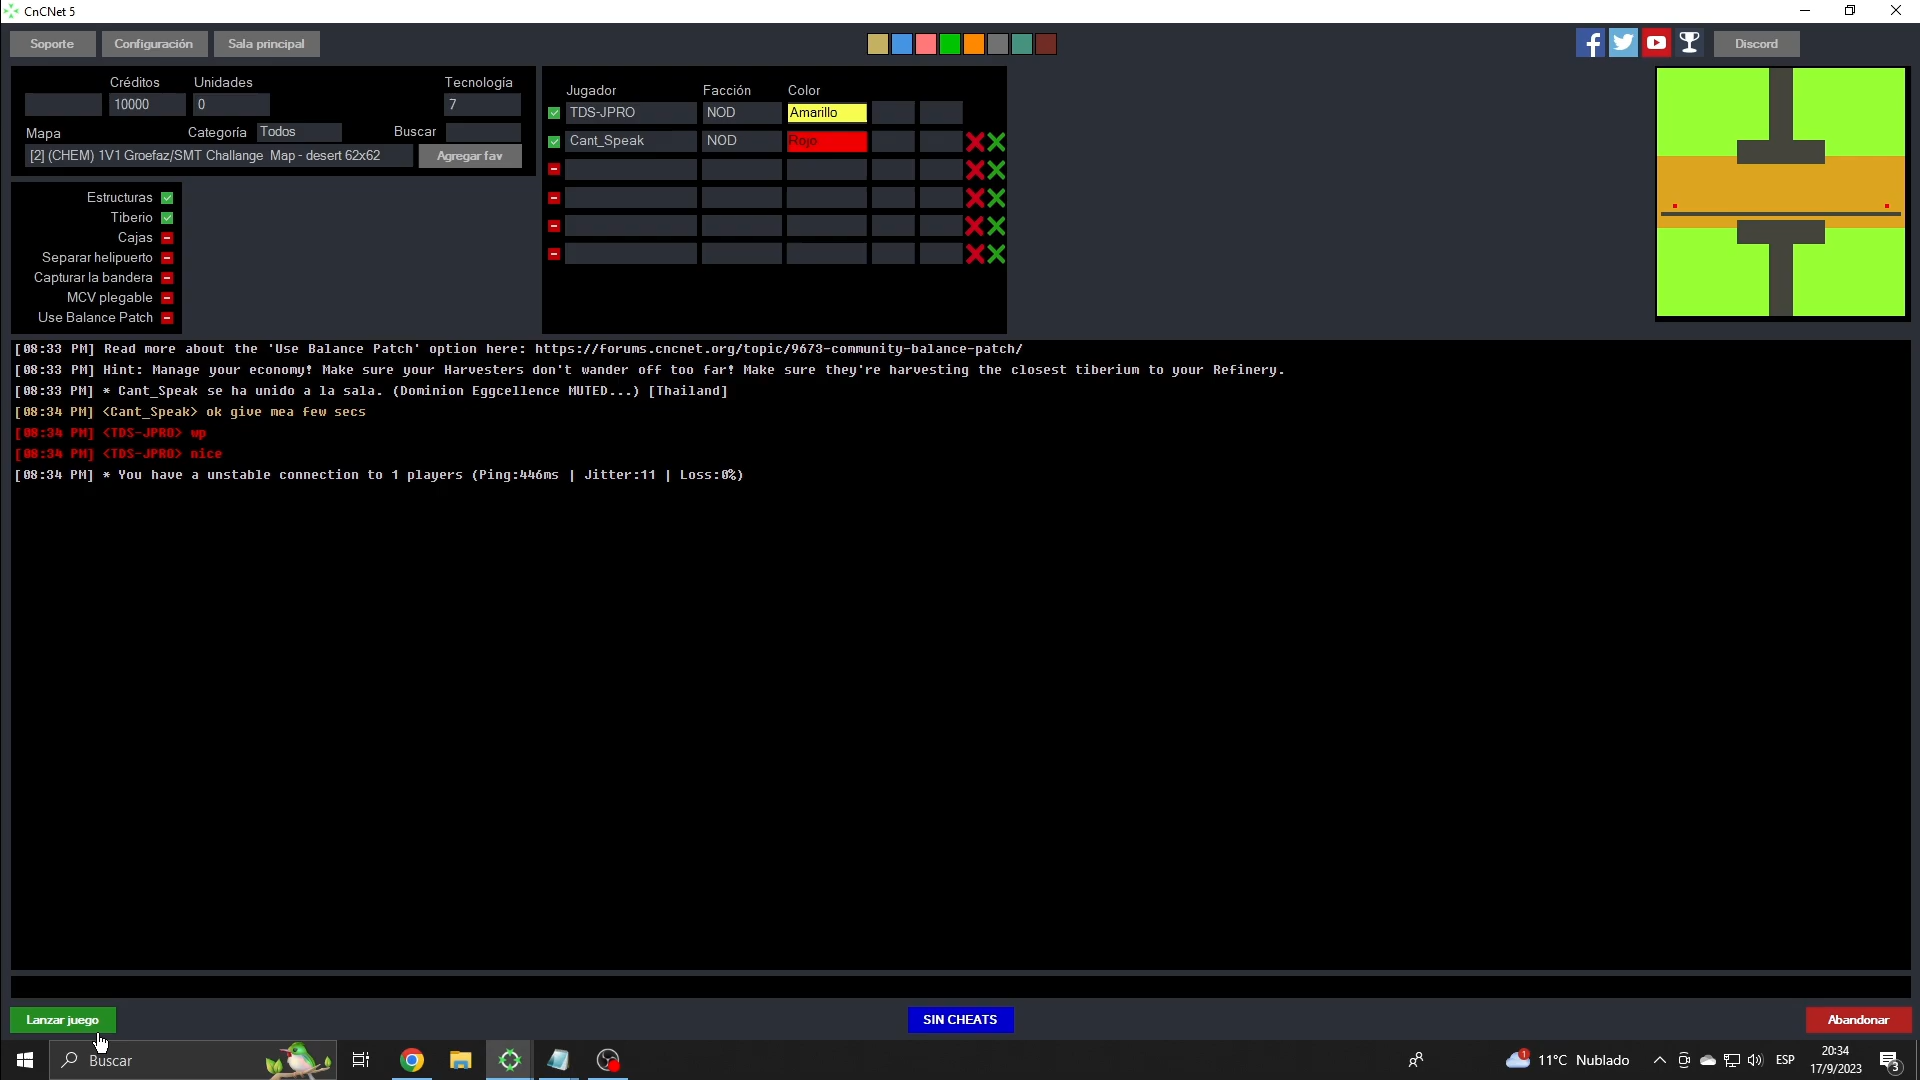 CnCNet 5
Soporte Configuración Sala principal Discord
Créditos Unidades Tecnología
10000 0 7
Mapa Categoría Todos Buscar
[2] (CHEM) 1V1 Groefaz/SMT Challange Map - desert 62x62 Agregar fav
Estructuras
Tiberio
Cajas
Separar helipuerto
Capturar la bandera
MCV plegable
Use Balance Patch
Jugador Facción Color
TDS-JPRO NOD Amarillo
Cant_Speak NOD Rojo
[08:33 PM] Read more about the 'Use Balance Patch' option here: https://forums.cncnet.org/topic/9673-community-balance-patch/
[08:33 PM] Hint: Manage your economy! Make sure your Harvesters don't wander off too far! Make sure they're harvesting the closest tiberium to your Refinery.
[08:33 PM] * Cant_Speak se ha unido a la sala. (Dominion Eggcellence MUTED...) [Thailand]
[08:34 PM] <Cant_Speak> ok give mea few secs
[08:34 PM] <TDS-JPRO> wp
[08:34 PM] <TDS-JPRO> nice
[08:34 PM] * You have a unstable connection to 1 players (Ping:446ms | Jitter:11 | Loss:0%)
Lanzar juego SIN CHEATS Abandonar
Buscar 1 11°C Nublado ESP 20:34
17/9/2023 3